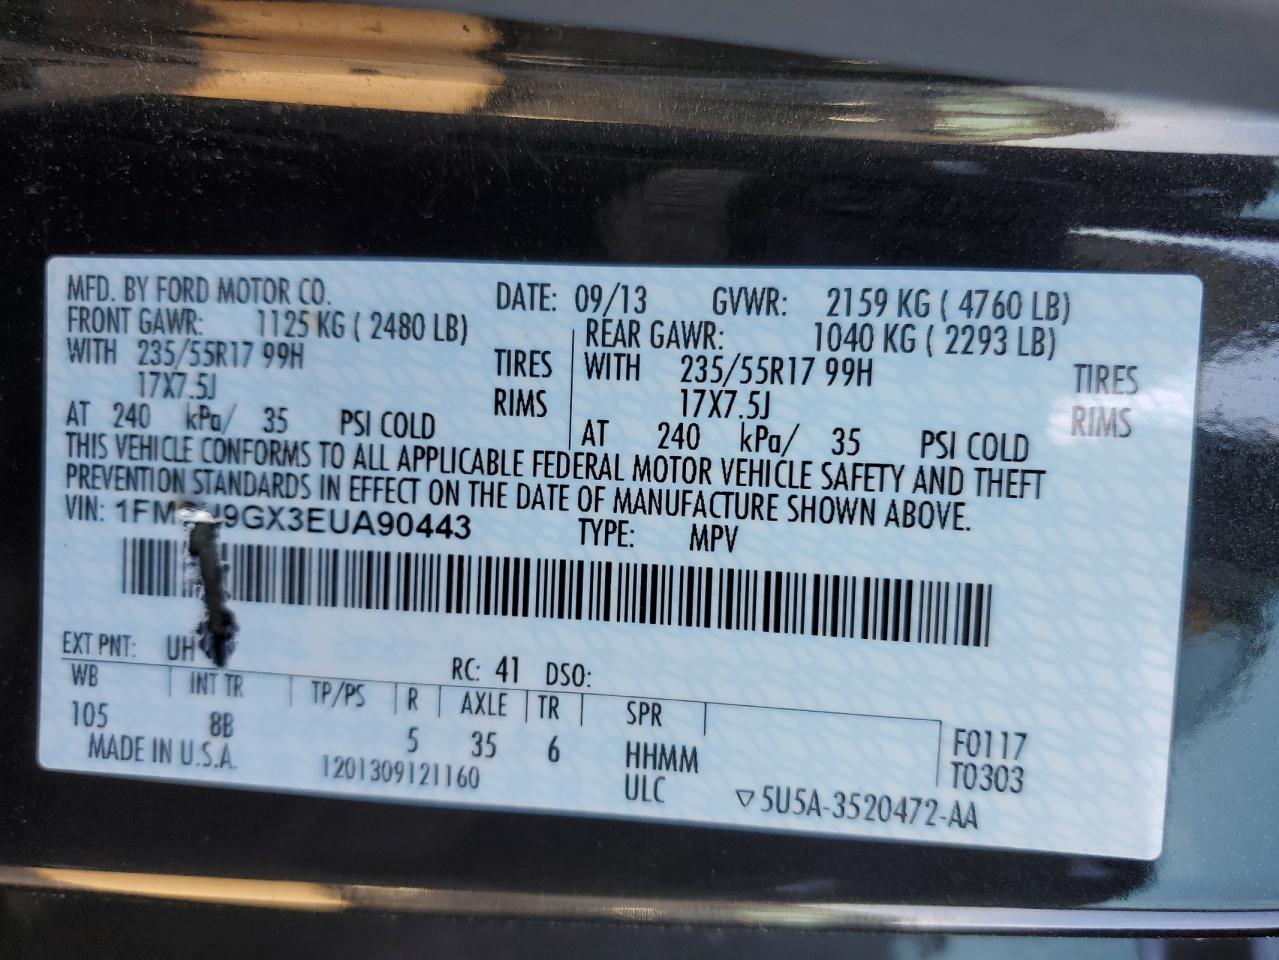 MFD. BY FORD MOTOR CO. DATE: 09/13 GVWR: 2159 KG ( 4760 LB)
FRONT GAWR: 1125 KG ( 2480 LB) REAR GAWR: 1040 KG ( 2293 LB)
WITH 235/55R17 99H TIRES WITH 235/55R17 99H TIRES
17X7.5J RIMS 17X7.5J RIMS
AT 240 kPa/ 35 PSI COLD AT 240 kPa/ 35 PSI COLD
THIS VEHICLE CONFORMS TO ALL APPLICABLE FEDERAL MOTOR VEHICLE SAFETY AND THEFT
PREVENTION STANDARDS IN EFFECT ON THE DATE OF MANUFACTURE SHOWN ABOVE.
VIN: TYPE: MPV
EXT PNT: UH RC: 41 DSO:
WB INT TR TP/PS R AXLE TR SPR
105 8B 5 35 6 HHMM F0117
MADE IN U.S.A. 1201309121160 ULC T0303
▽5U5A-3520472-AA